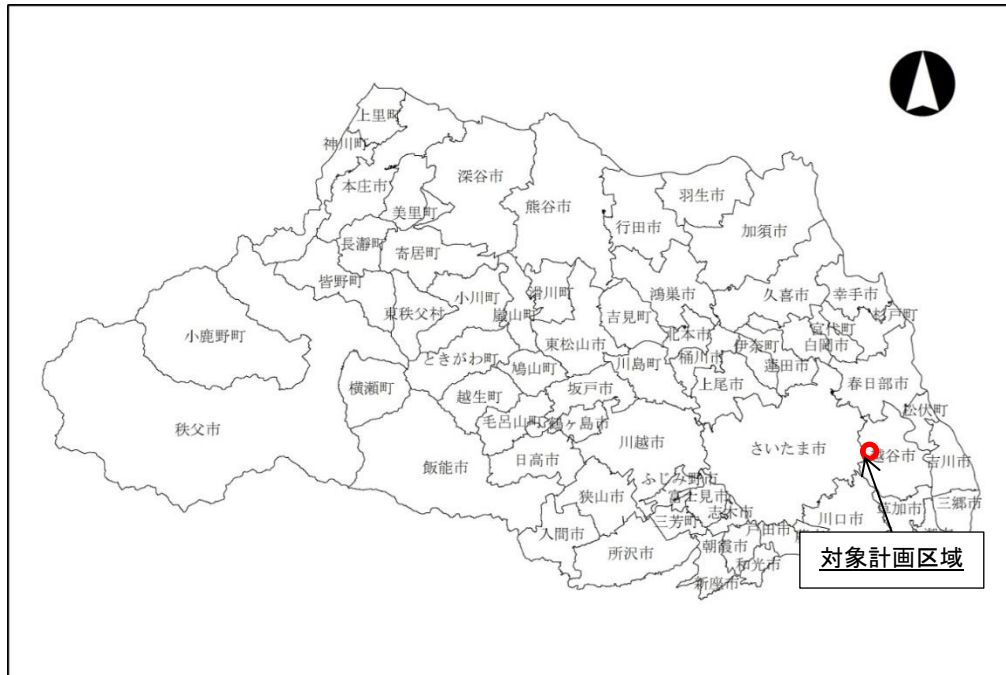 上里町
神川町
本庄市
深谷市
美里町
熊谷市
羽生市
行田市
加須市
長瀞町
寄居町
皆野町
小川町
滑川町
鴻巣市
久喜市
幸手市
杉戸町
東秩父村
嵐山町
吉見町
北本市
宮代町
小鹿野町
東松山市
伊奈町
白岡市
ときがわ町
川島町
桶川市
蓮田市
鳩山町
上尾市
春日部市
横瀬町
越生町
坂戸市
松伏町
秩父市
毛呂山町
鶴ヶ島市
川越市
さいたま市
越谷市
吉川市
飯能市
日高市
ふじみ野市
狭山市
富士見市
三郷市
志木市
草加市
三芳町
川口市
入間市
戸田市
所沢市
朝霞市
和光市
新座市
対象計画区域